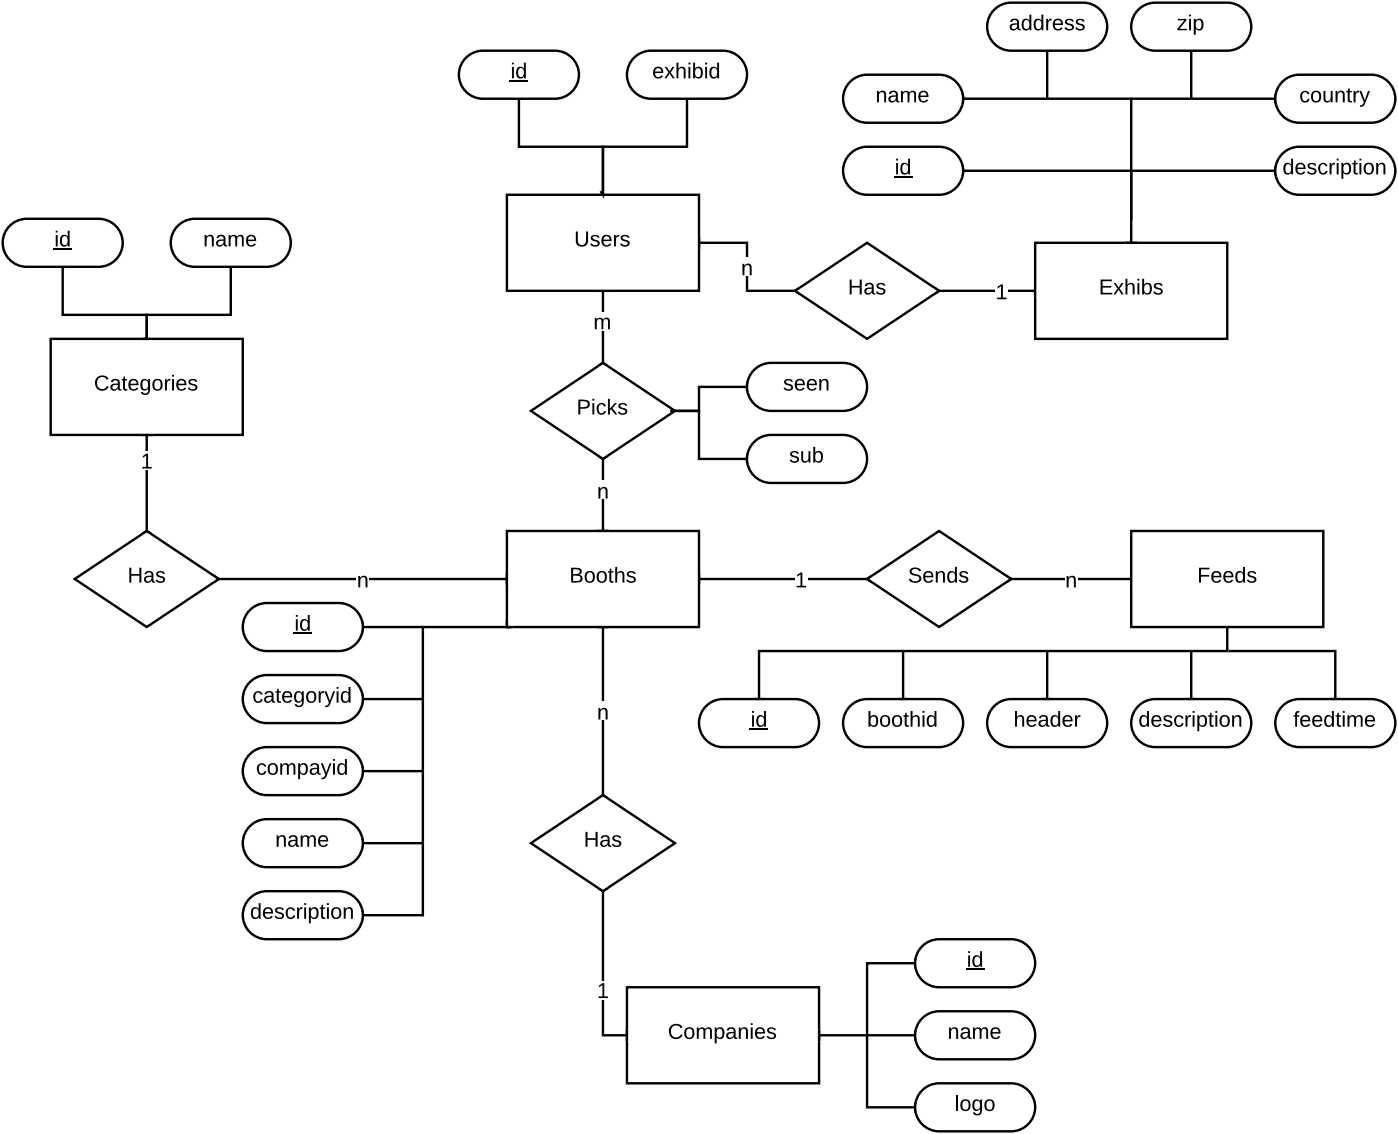 address
zip
id
exhibid
name
country
id
description
id
name
Users
n
Has
1
Exhibs
m
Categories
Picks
seen
sub
1
n
Has
n
Booths
1
Sends
n
Feeds
id
categoryid
compayid
name
description
n
id
boothid
header
description
feedtime
Has
1
Companies
id
name
logo